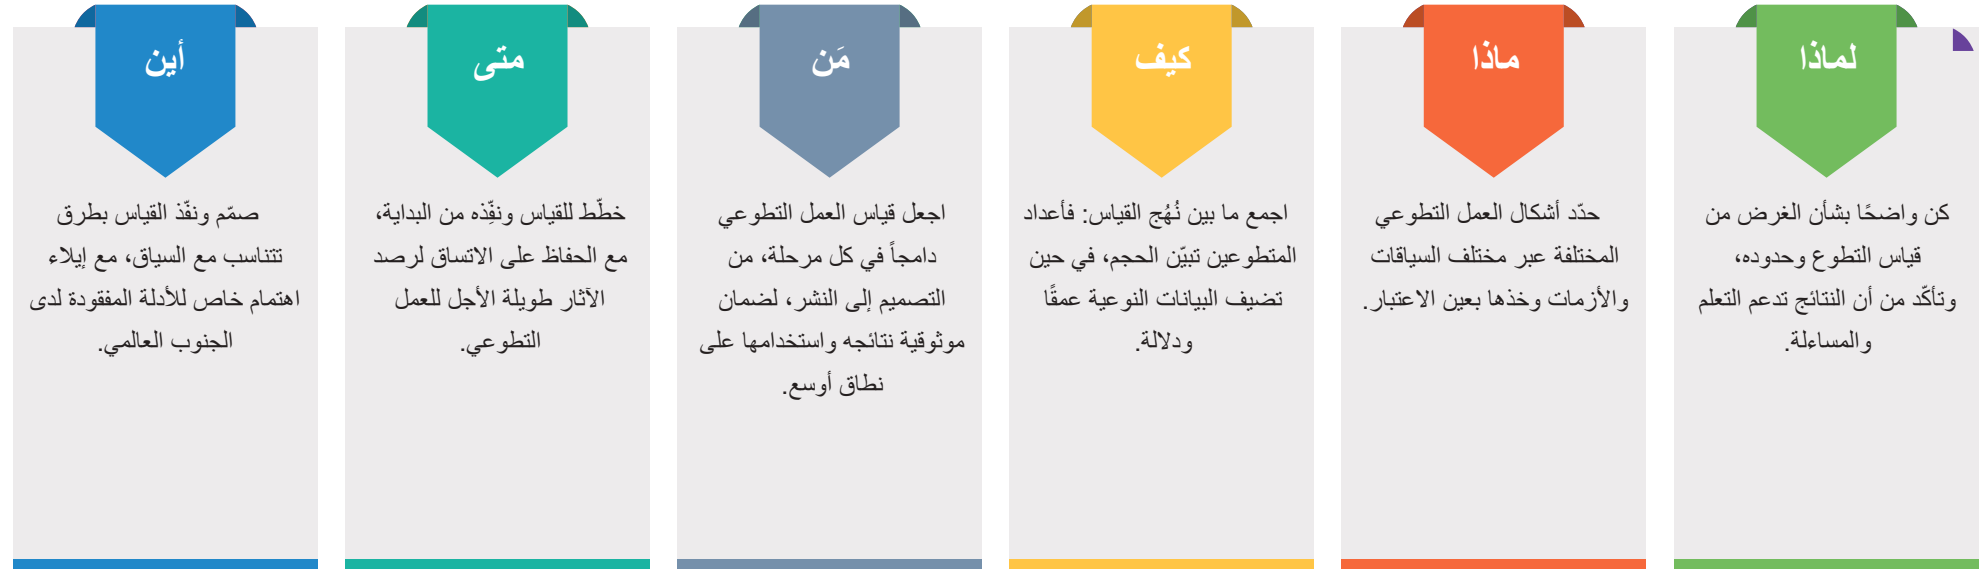 لماذا
كن واضحًا بشأن الغرض من
قياس التطوع وحدوده،
وتأكّد من أن النتائج تدعم التعلم
والمساءلة.
ماذا
حدّد أشكال العمل التطوعي
المختلفة عبر مختلف السياقات
والأزمات وخذها بعين الاعتبار.
كيف
اجمع ما بين نُهُج القياس: فأعداد
المتطوعين تبيّن الحجم، في حين
تضيف البيانات النوعية عمقًا
ودلالة.
مَن
اجعل قياس العمل التطوعي
دامجاً في كل مرحلة، من
التصميم إلى النشر، لضمان
موثوقية نتائجه واستخدامها على
نطاق أوسع.
متى
خطّط للقياس ونفِّذه من البداية،
مع الحفاظ على الاتساق لرصد
الآثار طويلة الأجل للعمل
التطوعي.
أين
صمّم ونفّذ القياس بطرق
تتناسب مع السياق، مع إيلاء
اهتمام خاص للأدلة المفقودة لدى
الجنوب العالمي.